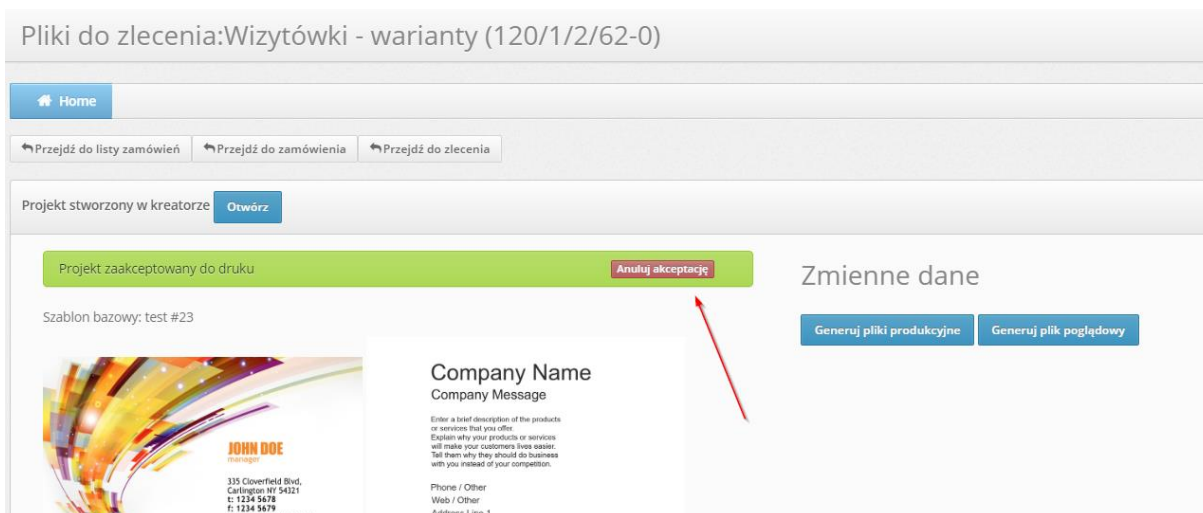 Pliki do zlecenia:Wizytówki - warianty (120/1/2/62-0)
Home
Przejdź do listy zamówień Przejdź do zamówienia Przejdź do zlecenia
Projekt stworzony w kreatorze Otwórz
Projekt zaakceptowany do druku Anuluj akceptację
Szablon bazowy: test #23
JOHN DOE
manager
335 Cloverfield Blvd,
Carlington NY 54321
t: 1234 5678
f: 1234 5679
Company Name
Company Message
Enter a brief description of the products
or services that you offer.
Explain why your products or services
will make your customers lives easier.
Tell them why they should do business
with you instead of your competition.
Phone / Other
Web / Other
Address Line 1
Zmienne dane
Generuj pliki produkcyjne Generuj plik poglądowy